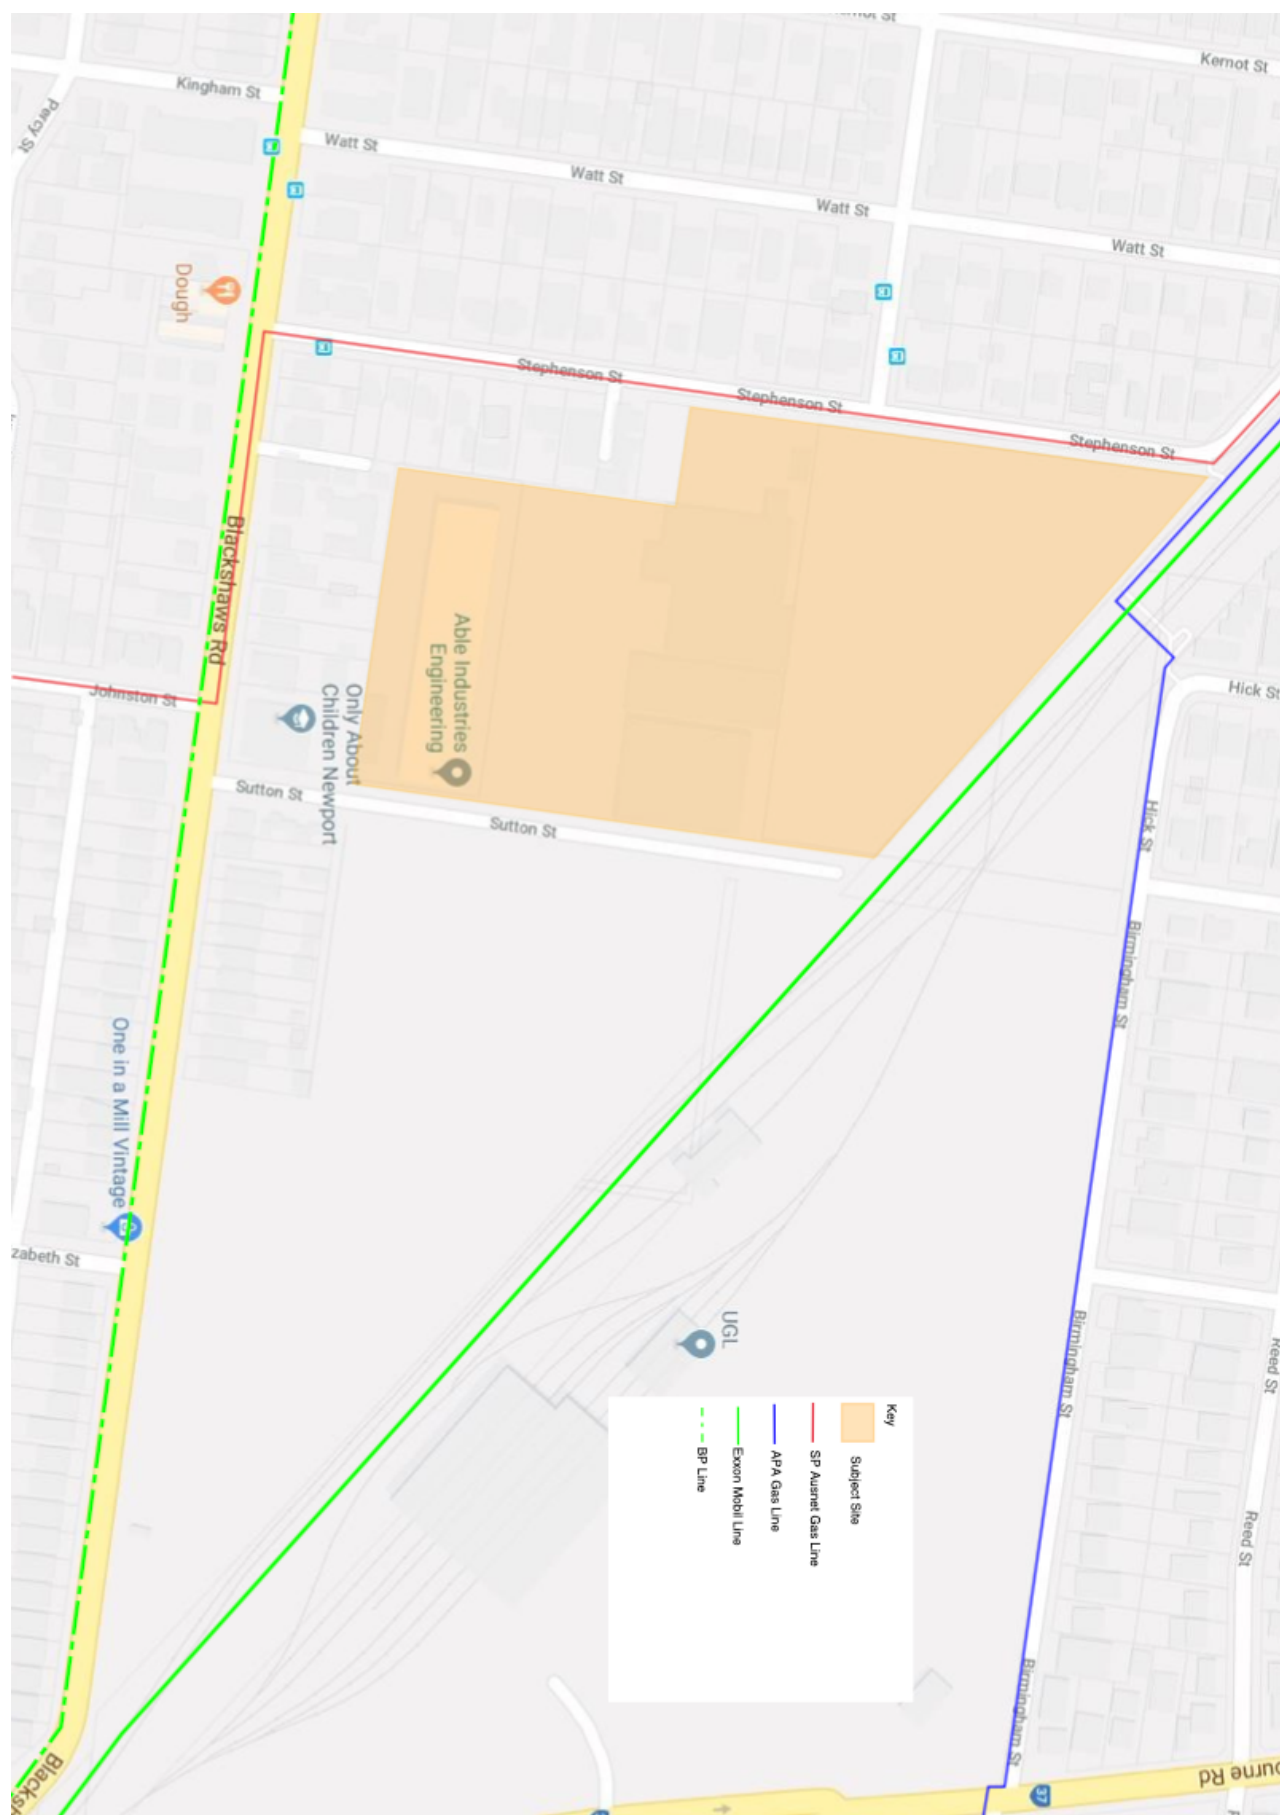 Kernot St
Kingham St
Percy St
Watt St
Watt St
Watt St
Watt St
Dough
Stephenson St
Stephenson St
Stephenson St
Blackshaws Rd
Able Industries
Engineering
Only About
Children Newport
Johnston St
Sutton St
Sutton St
Hick St
Hick St
Birmingham St
One in a Mill Vintage
zabeth St
UGL
Birmingham St
Reed St
Reed St
Key
Subject Site
SP Ausnet Gas Line
APA Gas Line
Exxon Mobil Line
BP Line
Birmingham St
ourne Rd
37
Blacksh